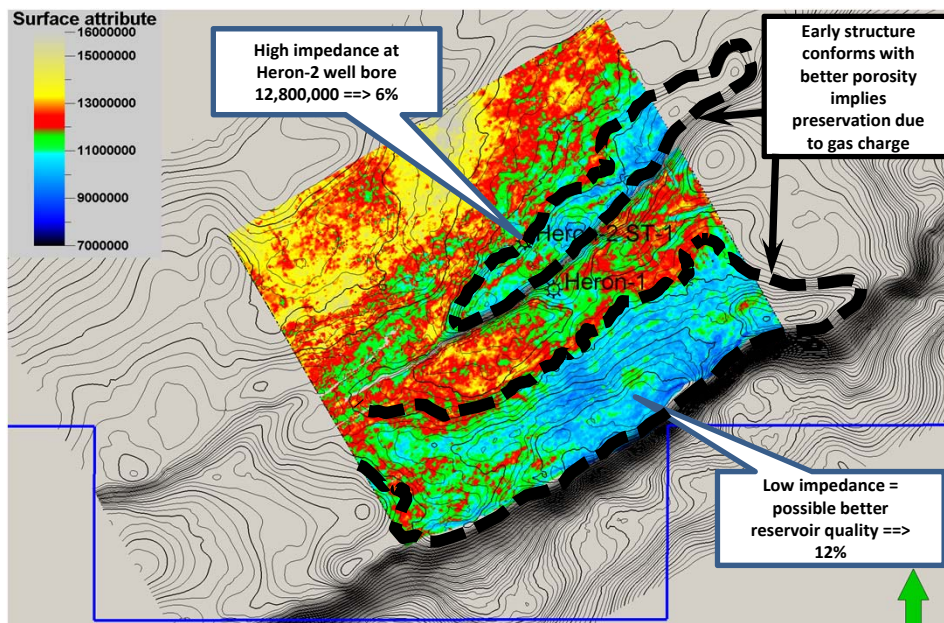 Surface attribute
16000000
13000000
11000000
9000000
7000000
High impedance at
Heron-2 well bore
12,800,000 ==> 6%
Early structure
conforms with
better porosity
implies
preservation due
to gas charge
Heron-2 ST-1
Heron-1
Low impedance =
possible better
reservoir quality ==>
12%